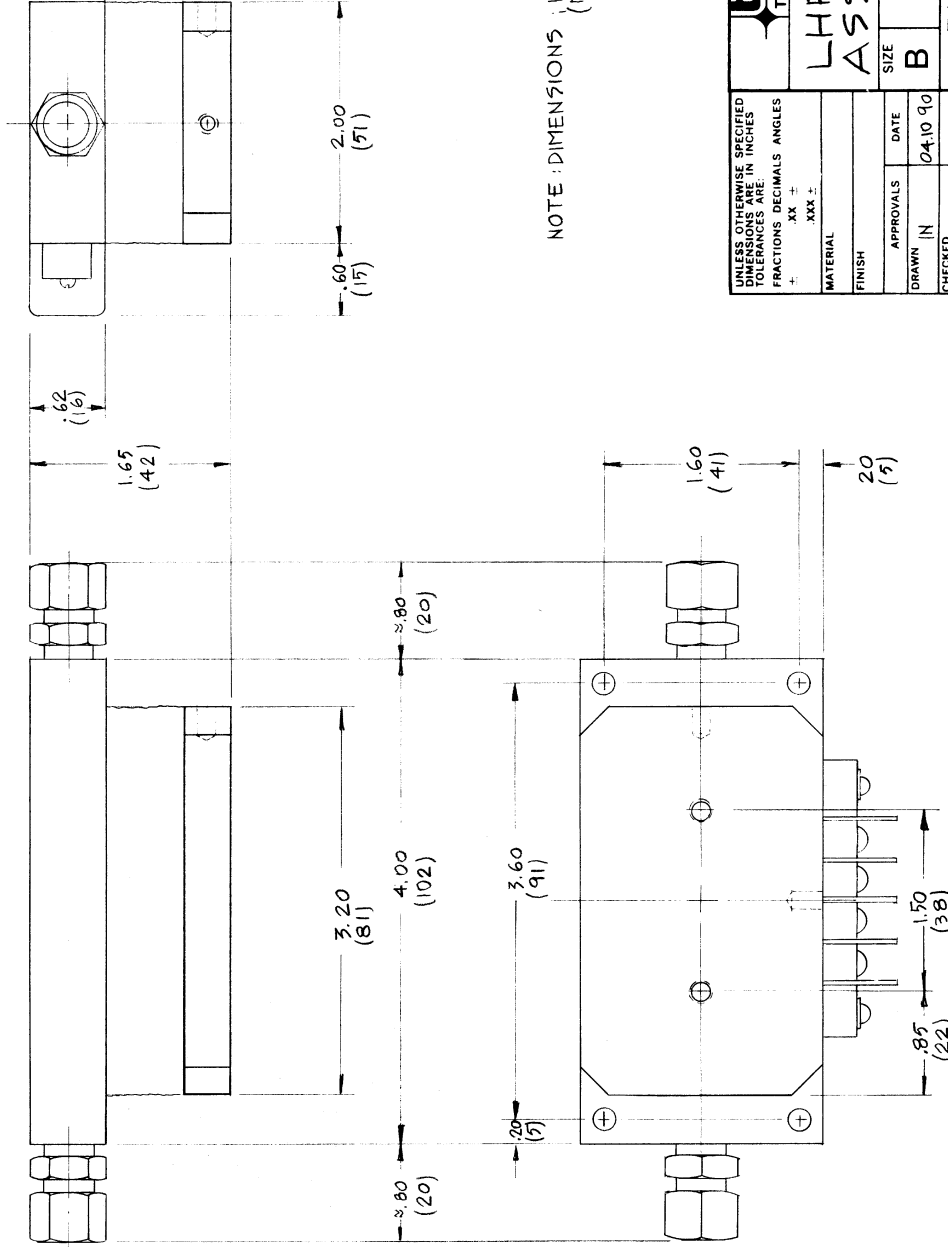 2.00
(51)
.60
(15)
.62
(16)
1.65
(42)
≈.80
(20)
3.20
(81)
4.00
(102)
≈.80
(20)
3.60
(91)
.20
(5)
1.60
(41)
20
(5)
1.50
(38)
.85
(22)
NOTE : DIMENSIONS :
UNLESS OTHERWISE SPECIFIED
DIMENSIONS ARE IN INCHES
TOLERANCES ARE:
FRACTIONS DECIMALS ANGLES
± .XX ±
.XXX ±
MATERIAL
FINISH
APPROVALS DATE
DRAWN IN 04.10 90
CHECKED
SIZE
B